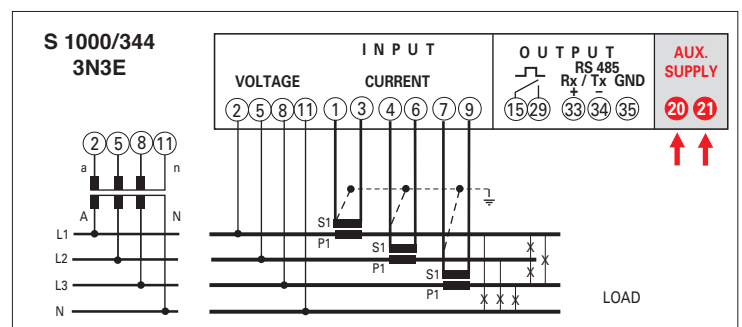 S 1000/344
3N3E
INPUT
VOLTAGE CURRENT
2 5 8 11 1 3 4 6 7 9
OUTPUT
RS 485
Rx / Tx GND
+ −
15 29 33 34 35
AUX.
SUPPLY
20 21
2 5 8 11
a n
A N
L1
L2
L3
N
S1
P1
S1
P1
S1
P1
X X
X X
X X X
LOAD